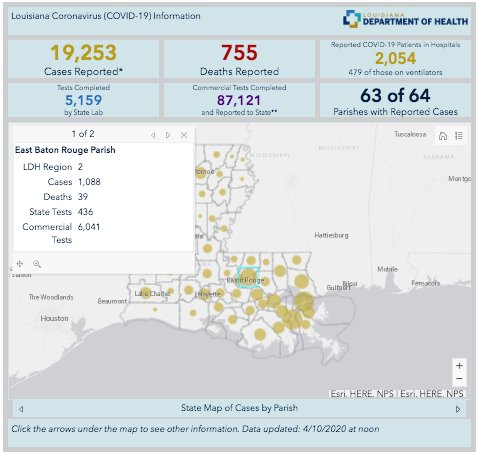 Louisiana Coronavirus (COVID-19) Information
LOUISIANA
DEPARTMENT OF HEALTH
19,253
Cases Reported*
755
Deaths Reported
Reported COVID-19 Patients in Hospitals
2,054
479 of those on ventilators
Tests Completed
5,159
by State Lab
Commercial Tests Completed
87,121
and Reported to State**
63 of 64
Parishes with Reported Cases
1 of 2
East Baton Rouge Parish
LDH Region 2
Cases 1,088
Deaths 39
State Tests 436
Commercial 6,041
Tests
Tuscaloosa
MISSISSIPPI
MISSISSIPPI
ALABAMA
Montgo
Monroe
Hattiesburg
Mobile
Pensacola
Biloxi
Gulfport
Baton Rouge
Lafayette
Lake Charles
Beaumont
The Woodlands
Houston
Station
+
−
Esri, HERE, NPS | Esri, HERE, NPS
State Map of Cases by Parish
Click the arrows under the map to see other information. Data updated: 4/10/2020 at noon